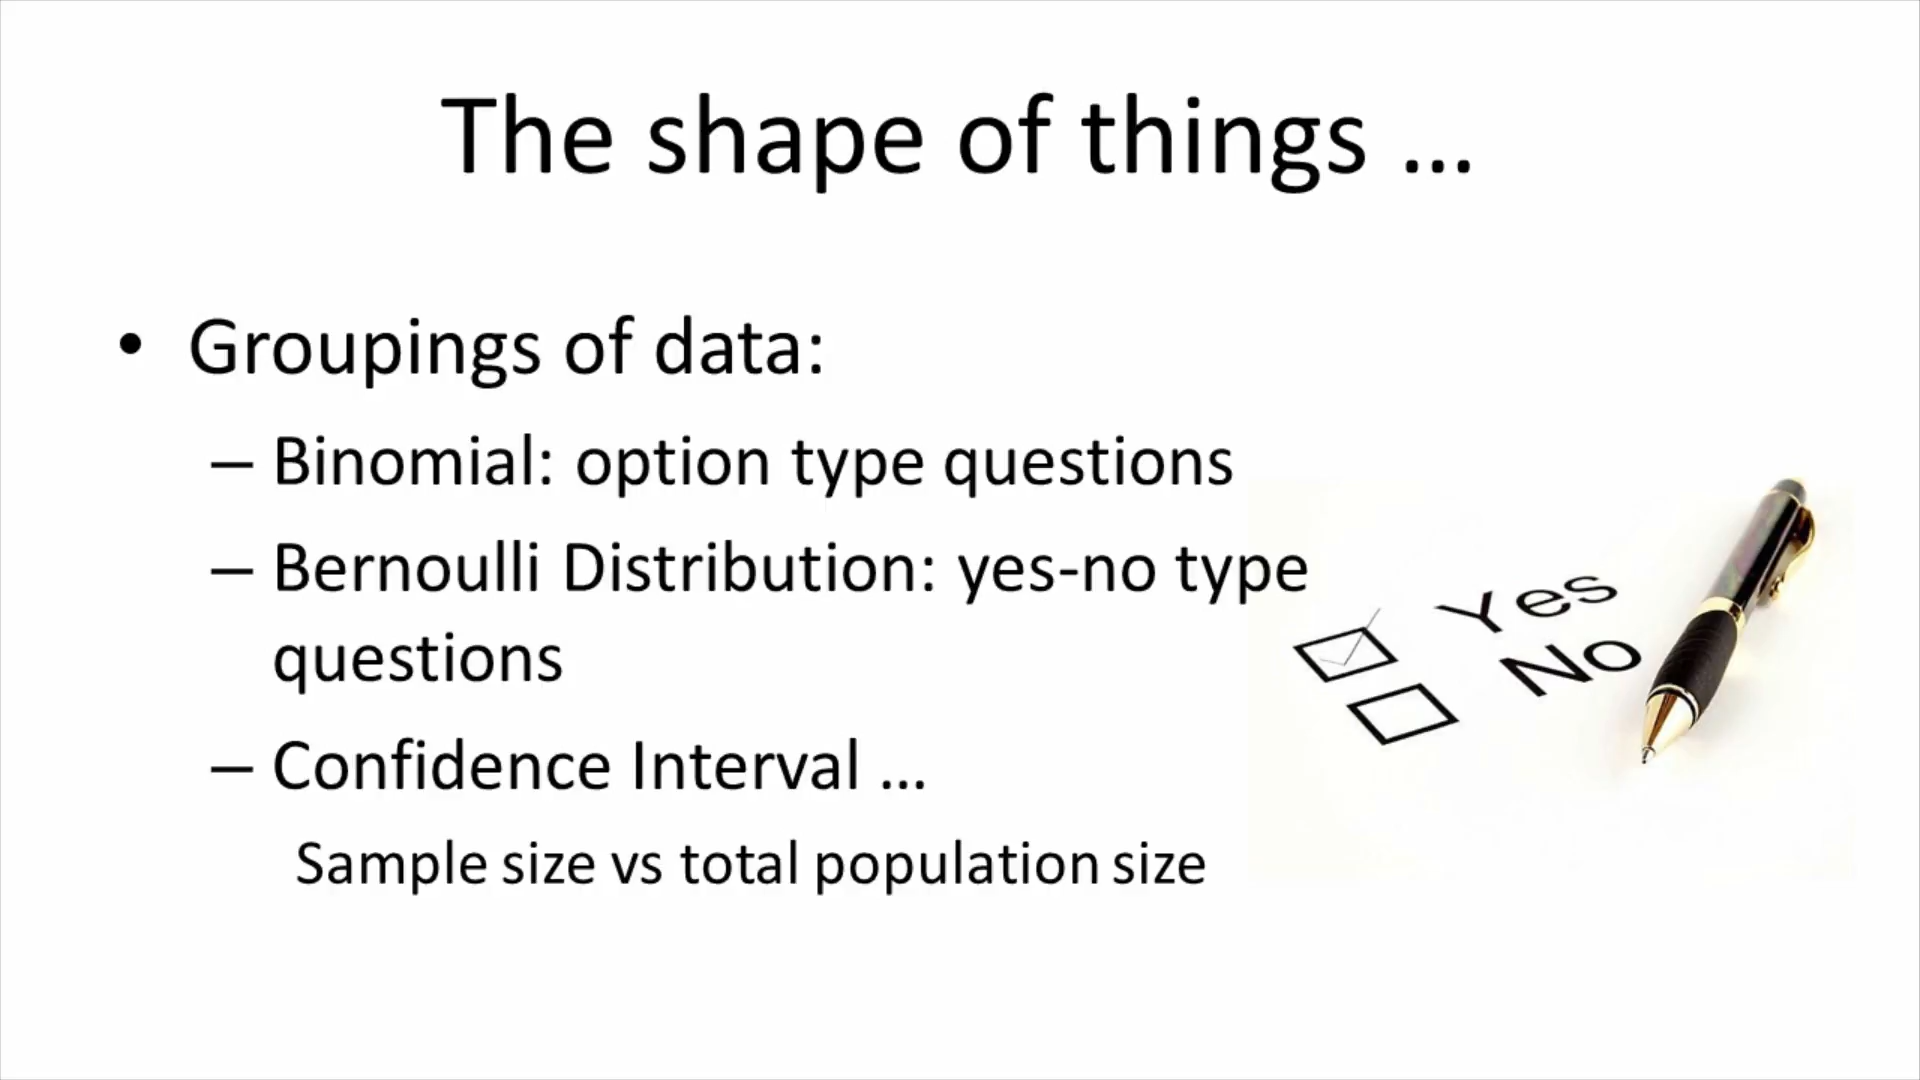 The shape of things ...
• Groupings of data:
– Binomial: option type questions
– Bernoulli Distribution: yes-no type
questions
– Confidence Interval ...
Sample size vs total population size
Yes
No